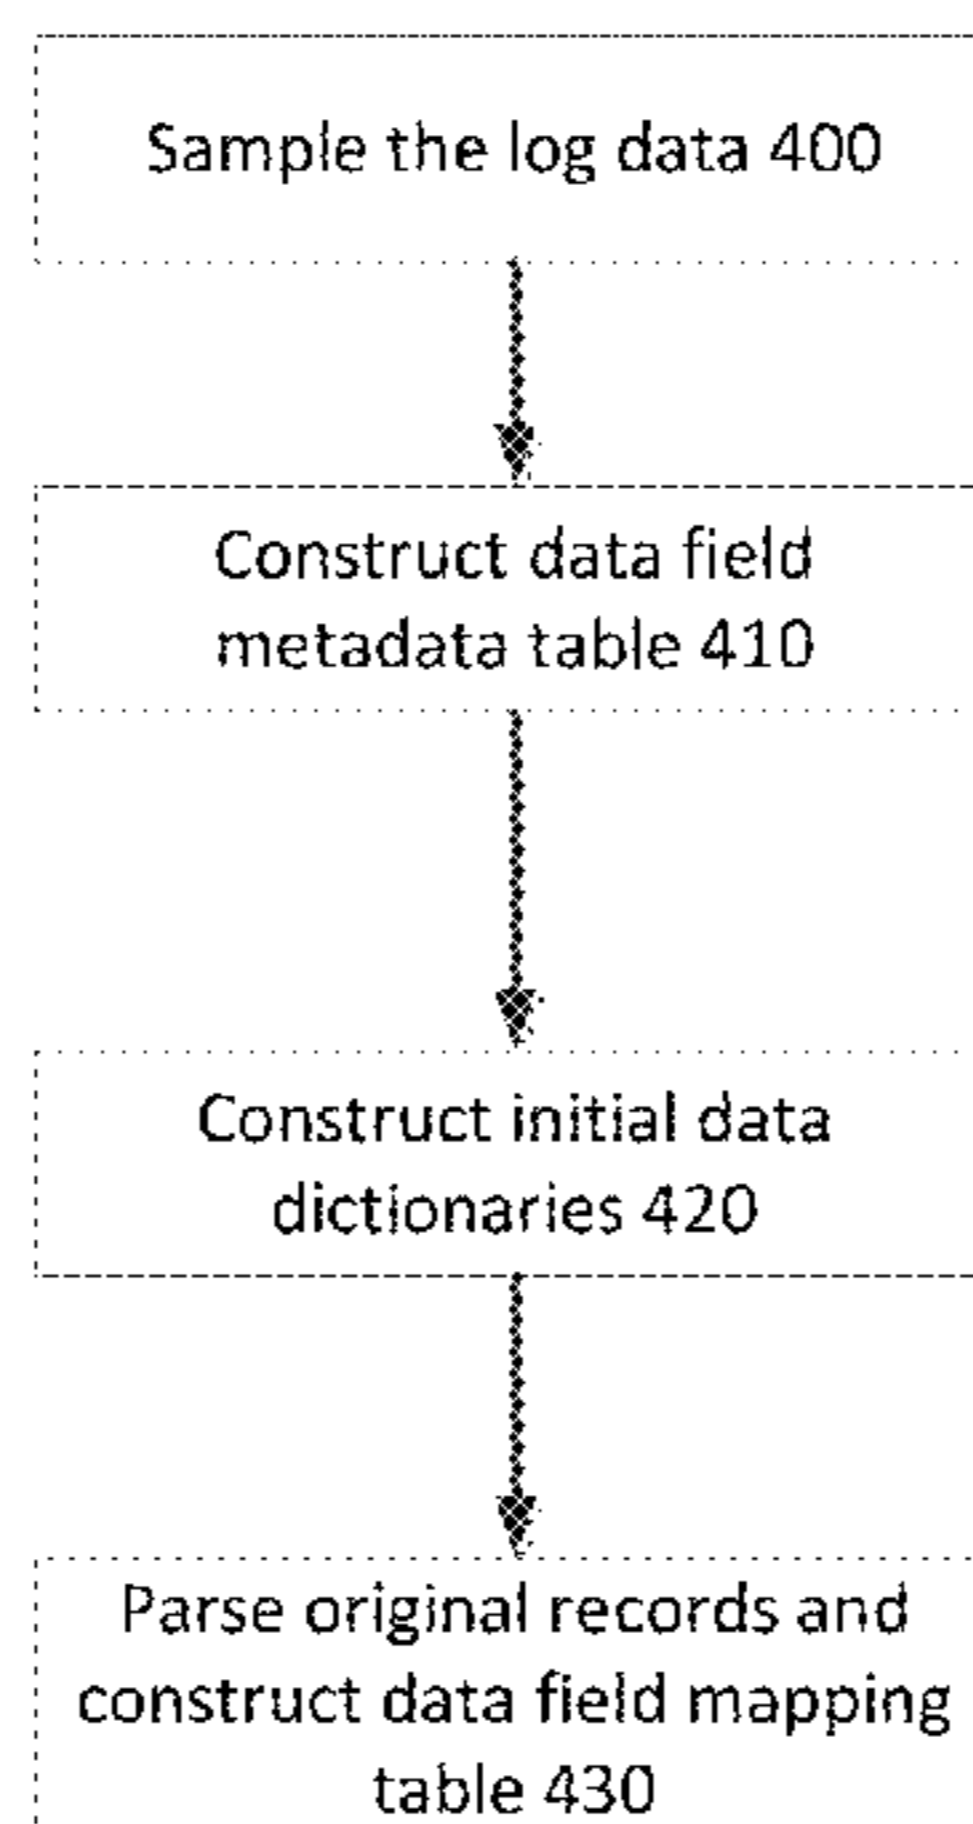 Sample the log data 400
Construct data field
metadata table 410
Construct initial data
dictionaries 420
Parse original records and
construct data field mapping
table 430